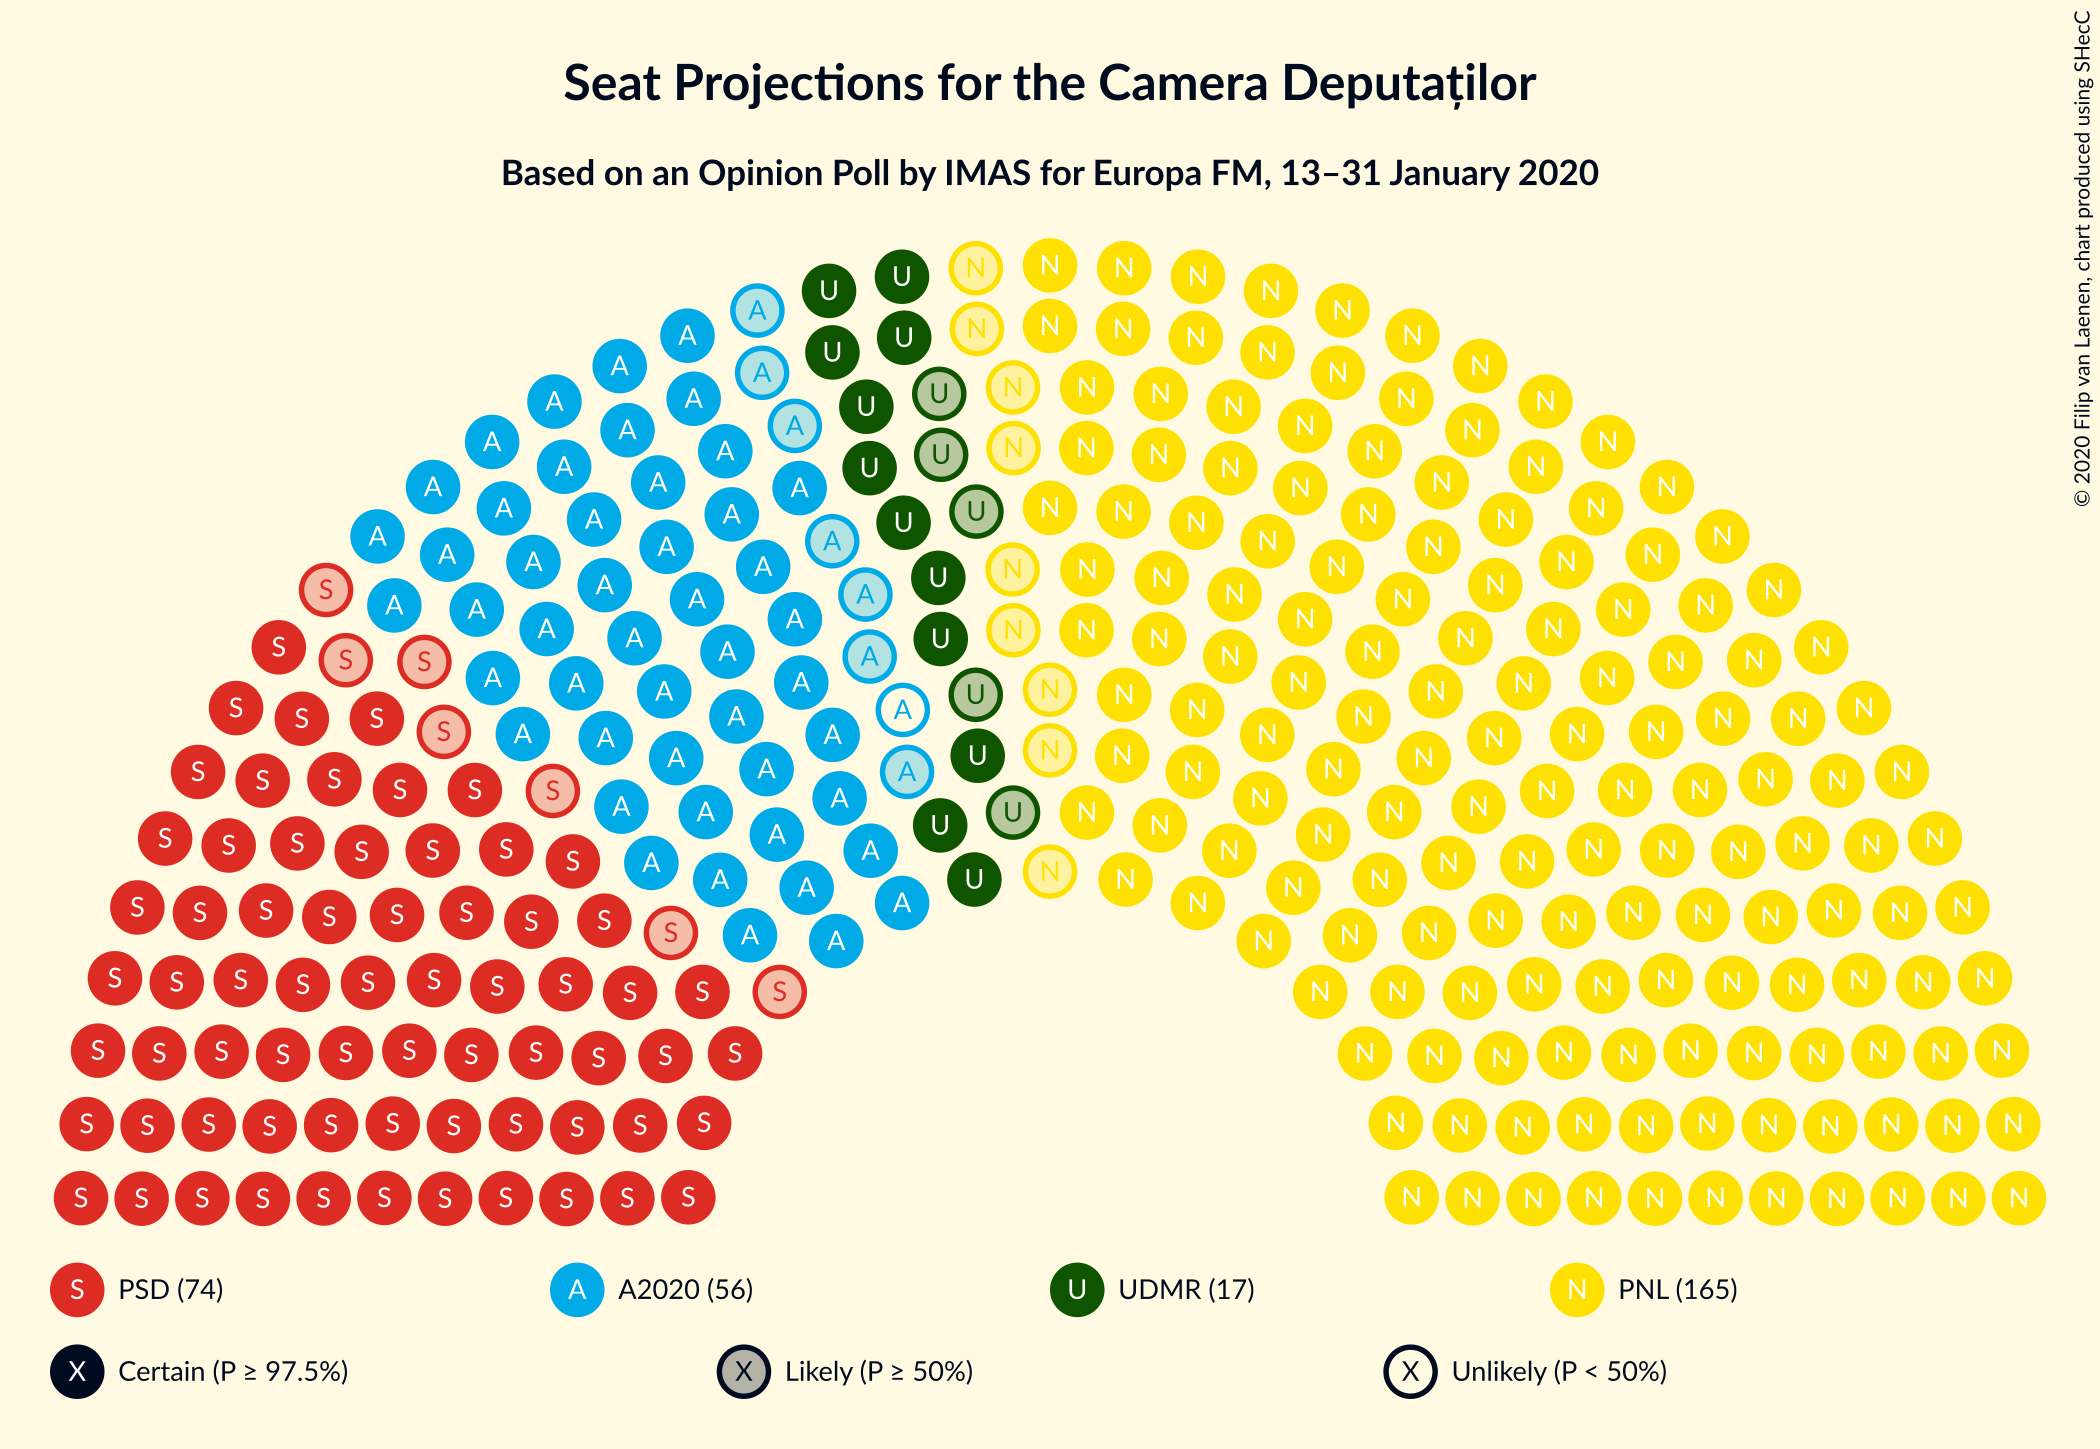 Seat Projections for the Camera Deputaților
Based on an Opinion Poll by IMAS for Europa FM, 13–31 January 2020
© 2020 Filip van Laenen, chart produced using SHecC
S PSD (74)
A A2020 (56)
U UDMR (17)
N PNL (165)
X Certain (P ≥ 97.5%)
X Likely (P ≥ 50%)
X Unlikely (P < 50%)